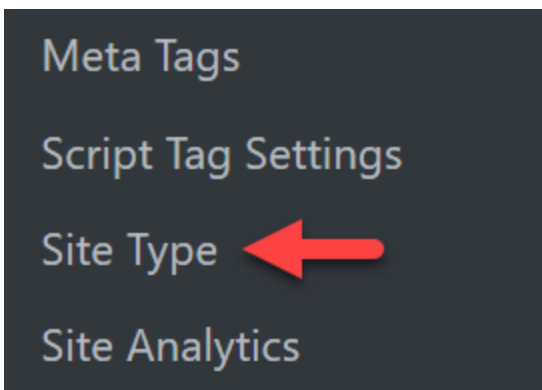 Meta Tags
Script Tag Settings
Site Type
Site Analytics